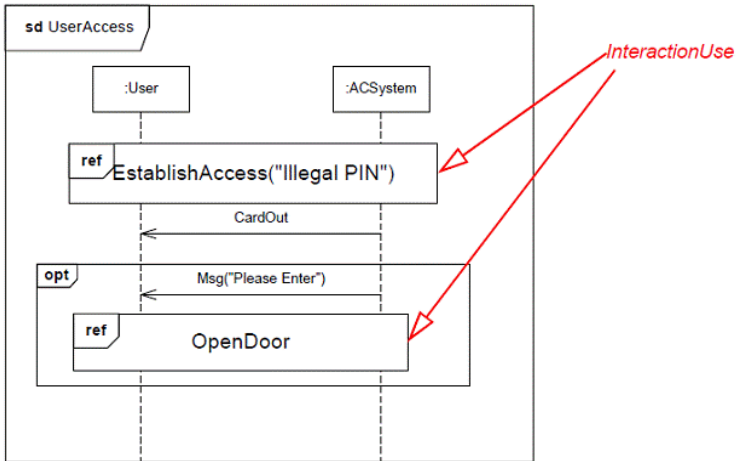 sd UserAccess
InteractionUse
:User
:ACSystem
ref
EstablishAccess("Illegal PIN")
CardOut
opt
Msg("Please Enter")
ref
OpenDoor